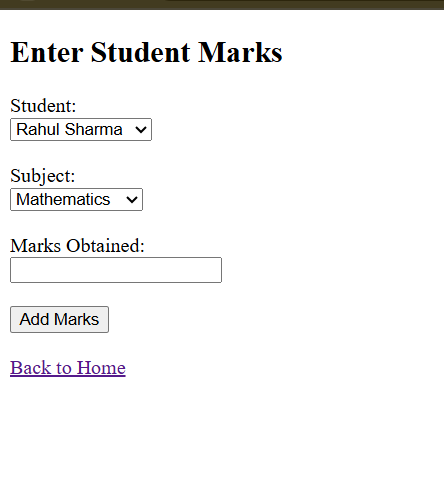 Enter Student Marks
Student:
Rahul Sharma
Subject:
Mathematics
Marks Obtained:
Add Marks
Back to Home